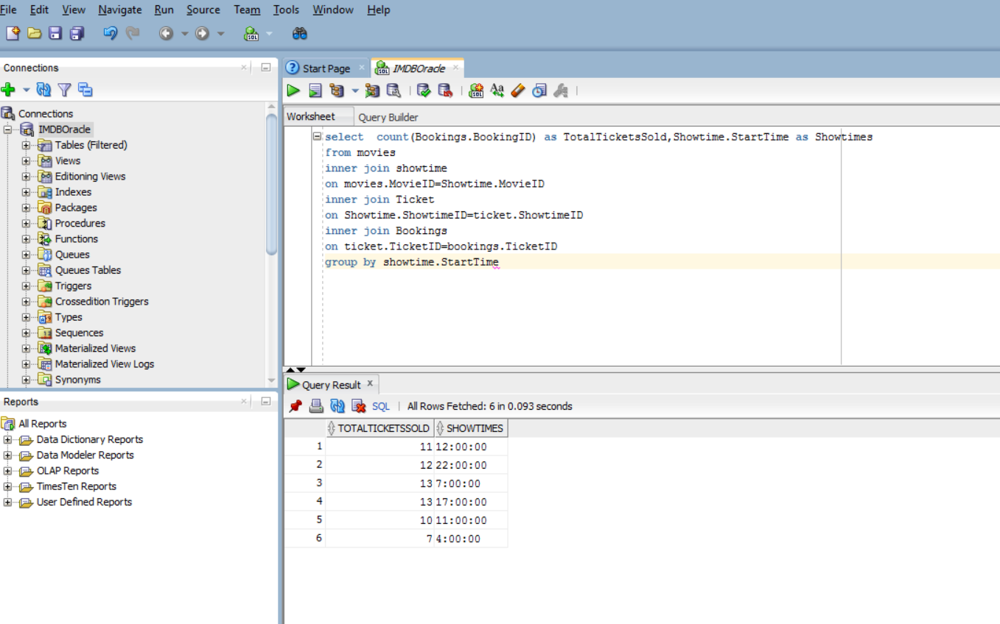 File Edit View Navigate Run Source Team Tools Window Help
Connections
Start Page
IMDBOracle
Connections
IMDBOracle
Tables (Filtered)
Views
Editioning Views
Indexes
Packages
Procedures
Functions
Queues
Queues Tables
Triggers
Crossedition Triggers
Types
Sequences
Materialized Views
Materialized View Logs
Synonyms
Reports
All Reports
Data Dictionary Reports
Data Modeler Reports
OLAP Reports
TimesTen Reports
User Defined Reports
Worksheet Query Builder
select  count(Bookings.BookingID) as TotalTicketsSold,Showtime.StartTime as Showtimes
from movies
inner join showtime
on movies.MovieID=Showtime.MovieID
inner join Ticket
on Showtime.ShowtimeID=ticket.ShowtimeID
inner join Bookings
on ticket.TicketID=bookings.TicketID
group by showtime.StartTime
Query Result
SQL | All Rows Fetched: 6 in 0.093 seconds
TOTALTICKETSSOLD SHOWTIMES
1 11 12:00:00
2 12 22:00:00
3 13 7:00:00
4 13 17:00:00
5 10 11:00:00
6 7 4:00:00